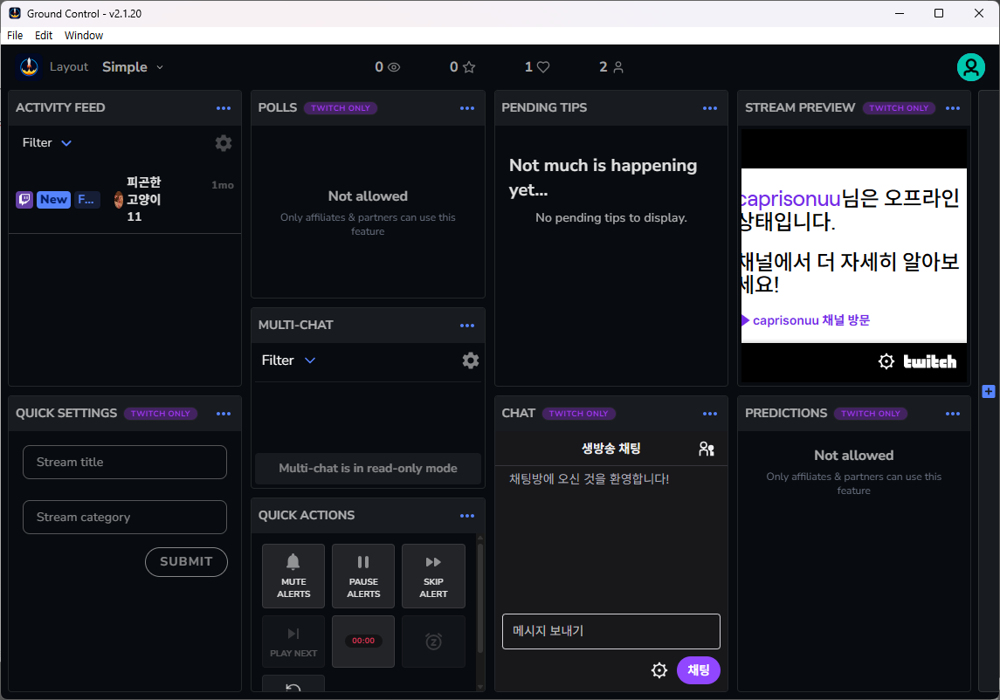 Ground Control - v2.1.20
File Edit Window
Layout Simple
0
0
1
2
ACTIVITY FEED
Filter
New F...
피곤한
고양이
11
1mo
POLLS TWITCH ONLY
Not allowed
Only affiliates & partners can use this
feature
MULTI-CHAT
Filter
Multi-chat is in read-only mode
PENDING TIPS
Not much is happening
yet...
No pending tips to display.
STREAM PREVIEW TWITCH ONLY
caprisonuu님은 오프라인
상태입니다.
채널에서 더 자세히 알아보
세요!
caprisonuu 채널 방문
twitch
QUICK SETTINGS TWITCH ONLY
Stream title
Stream category
SUBMIT
QUICK ACTIONS
MUTE
ALERTS
PAUSE
ALERTS
SKIP
ALERT
PLAY NEXT
00:00
CHAT TWITCH ONLY
생방송 채팅
채팅방에 오신 것을 환영합니다!
메시지 보내기
채팅
PREDICTIONS TWITCH ONLY
Not allowed
Only affiliates & partners can use this
feature